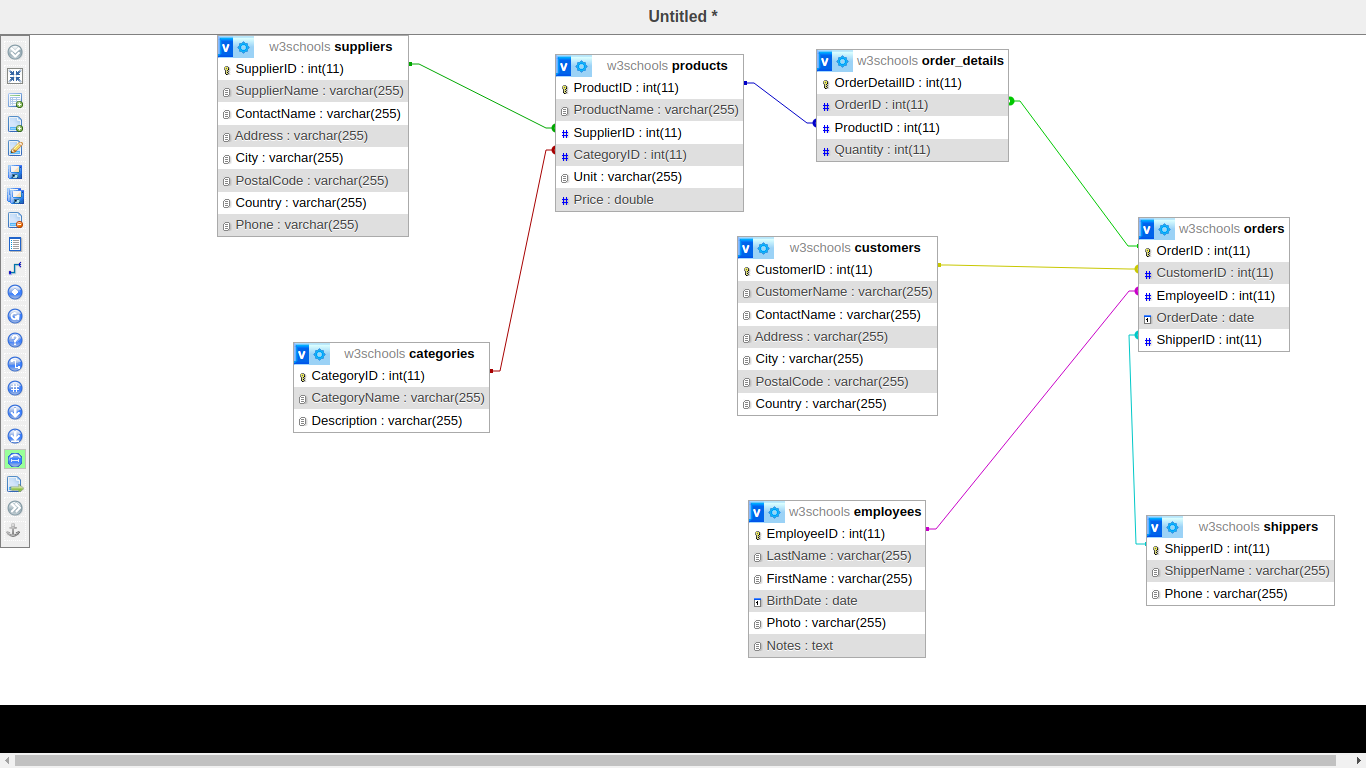 Untitled *
v w3schools suppliers
SupplierID : int(11)
SupplierName : varchar(255)
ContactName : varchar(255)
Address : varchar(255)
City : varchar(255)
PostalCode : varchar(255)
Country : varchar(255)
Phone : varchar(255)
v w3schools products
ProductID : int(11)
ProductName : varchar(255)
# SupplierID : int(11)
# CategoryID : int(11)
Unit : varchar(255)
# Price : double
v w3schools order_details
OrderDetailID : int(11)
# OrderID : int(11)
# ProductID : int(11)
# Quantity : int(11)
v w3schools orders
OrderID : int(11)
# CustomerID : int(11)
# EmployeeID : int(11)
OrderDate : date
# ShipperID : int(11)
v w3schools customers
CustomerID : int(11)
CustomerName : varchar(255)
ContactName : varchar(255)
Address : varchar(255)
City : varchar(255)
PostalCode : varchar(255)
Country : varchar(255)
v w3schools categories
CategoryID : int(11)
CategoryName : varchar(255)
Description : varchar(255)
v w3schools employees
EmployeeID : int(11)
LastName : varchar(255)
FirstName : varchar(255)
BirthDate : date
Photo : varchar(255)
Notes : text
v w3schools shippers
ShipperID : int(11)
ShipperName : varchar(255)
Phone : varchar(255)